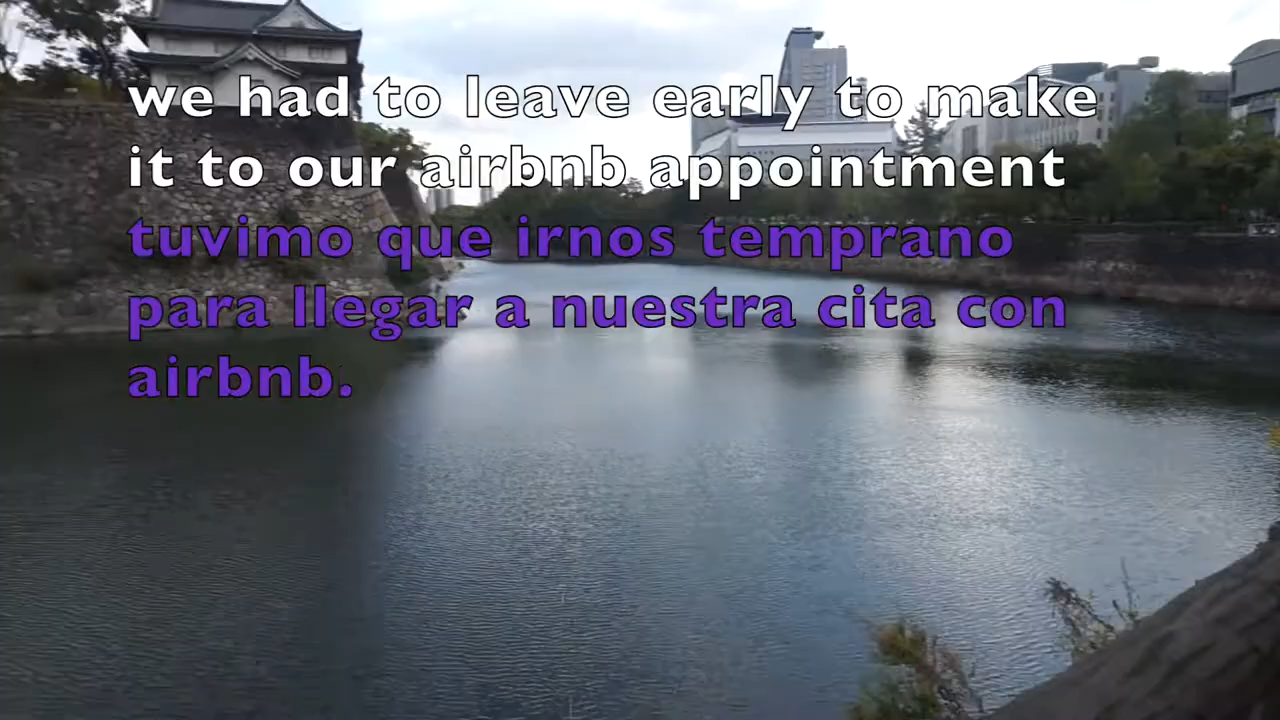 we had to leave early to make
it to our airbnb appointment
tuvimo que irnos temprano
para llegar a nuestra cita con
airbnb.